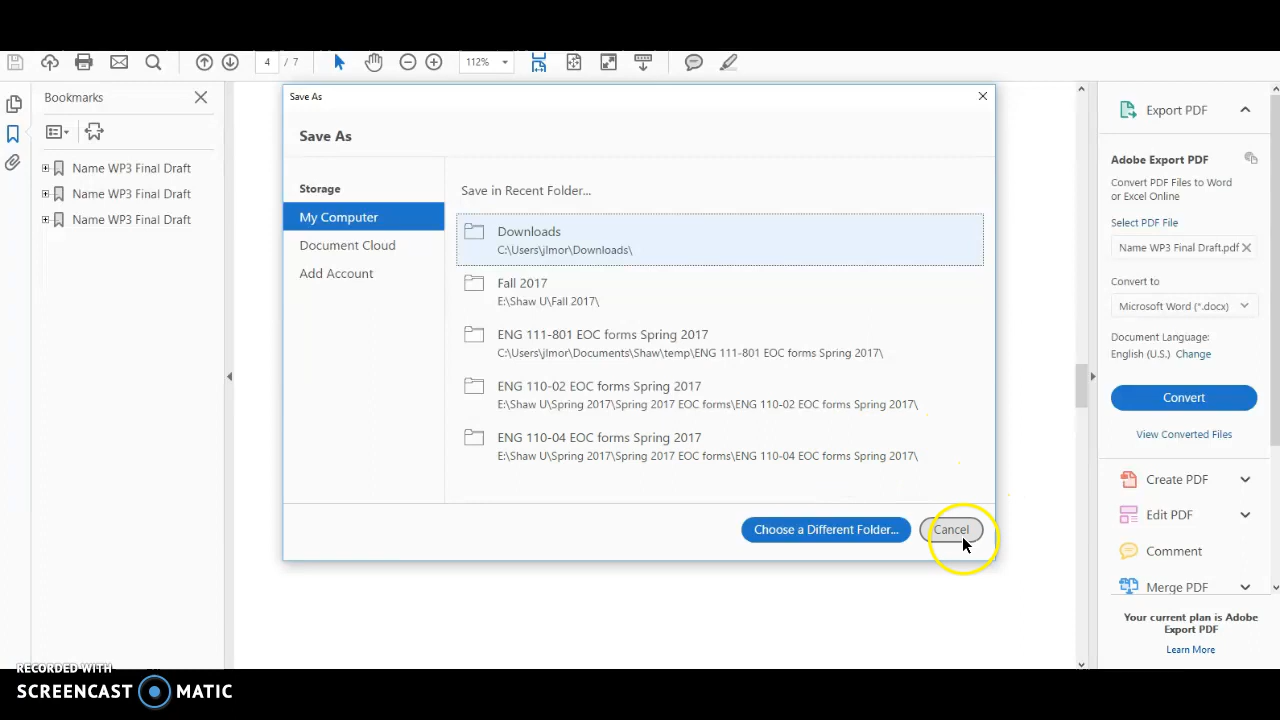 4 / 7
112%
Bookmarks
Name WP3 Final Draft
Name WP3 Final Draft
Name WP3 Final Draft
Save As
Save As
Storage
My Computer
Document Cloud
Add Account
Save in Recent Folder...
Downloads
C:\Users\jlmor\Downloads\
Fall 2017
E:\Shaw U\Fall 2017\
ENG 111-801 EOC forms Spring 2017
C:\Users\jlmor\Documents\Shaw\temp\ENG 111-801 EOC forms Spring 2017\
ENG 110-02 EOC forms Spring 2017
E:\Shaw U\Spring 2017\Spring 2017 EOC forms\ENG 110-02 EOC forms Spring 2017\
ENG 110-04 EOC forms Spring 2017
E:\Shaw U\Spring 2017\Spring 2017 EOC forms\ENG 110-04 EOC forms Spring 2017\
Choose a Different Folder...
Cancel
Export PDF
Adobe Export PDF
Convert PDF Files to Word
or Excel Online
Select PDF File
Name WP3 Final Draft.pdf
Convert to
Microsoft Word (*.docx)
Document Language:
English (U.S.) Change
Convert
View Converted Files
Create PDF
Edit PDF
Comment
Merge PDF
Your current plan is Adobe
Export PDF
Learn More
RECORDED WITH
SCREENCAST MATIC